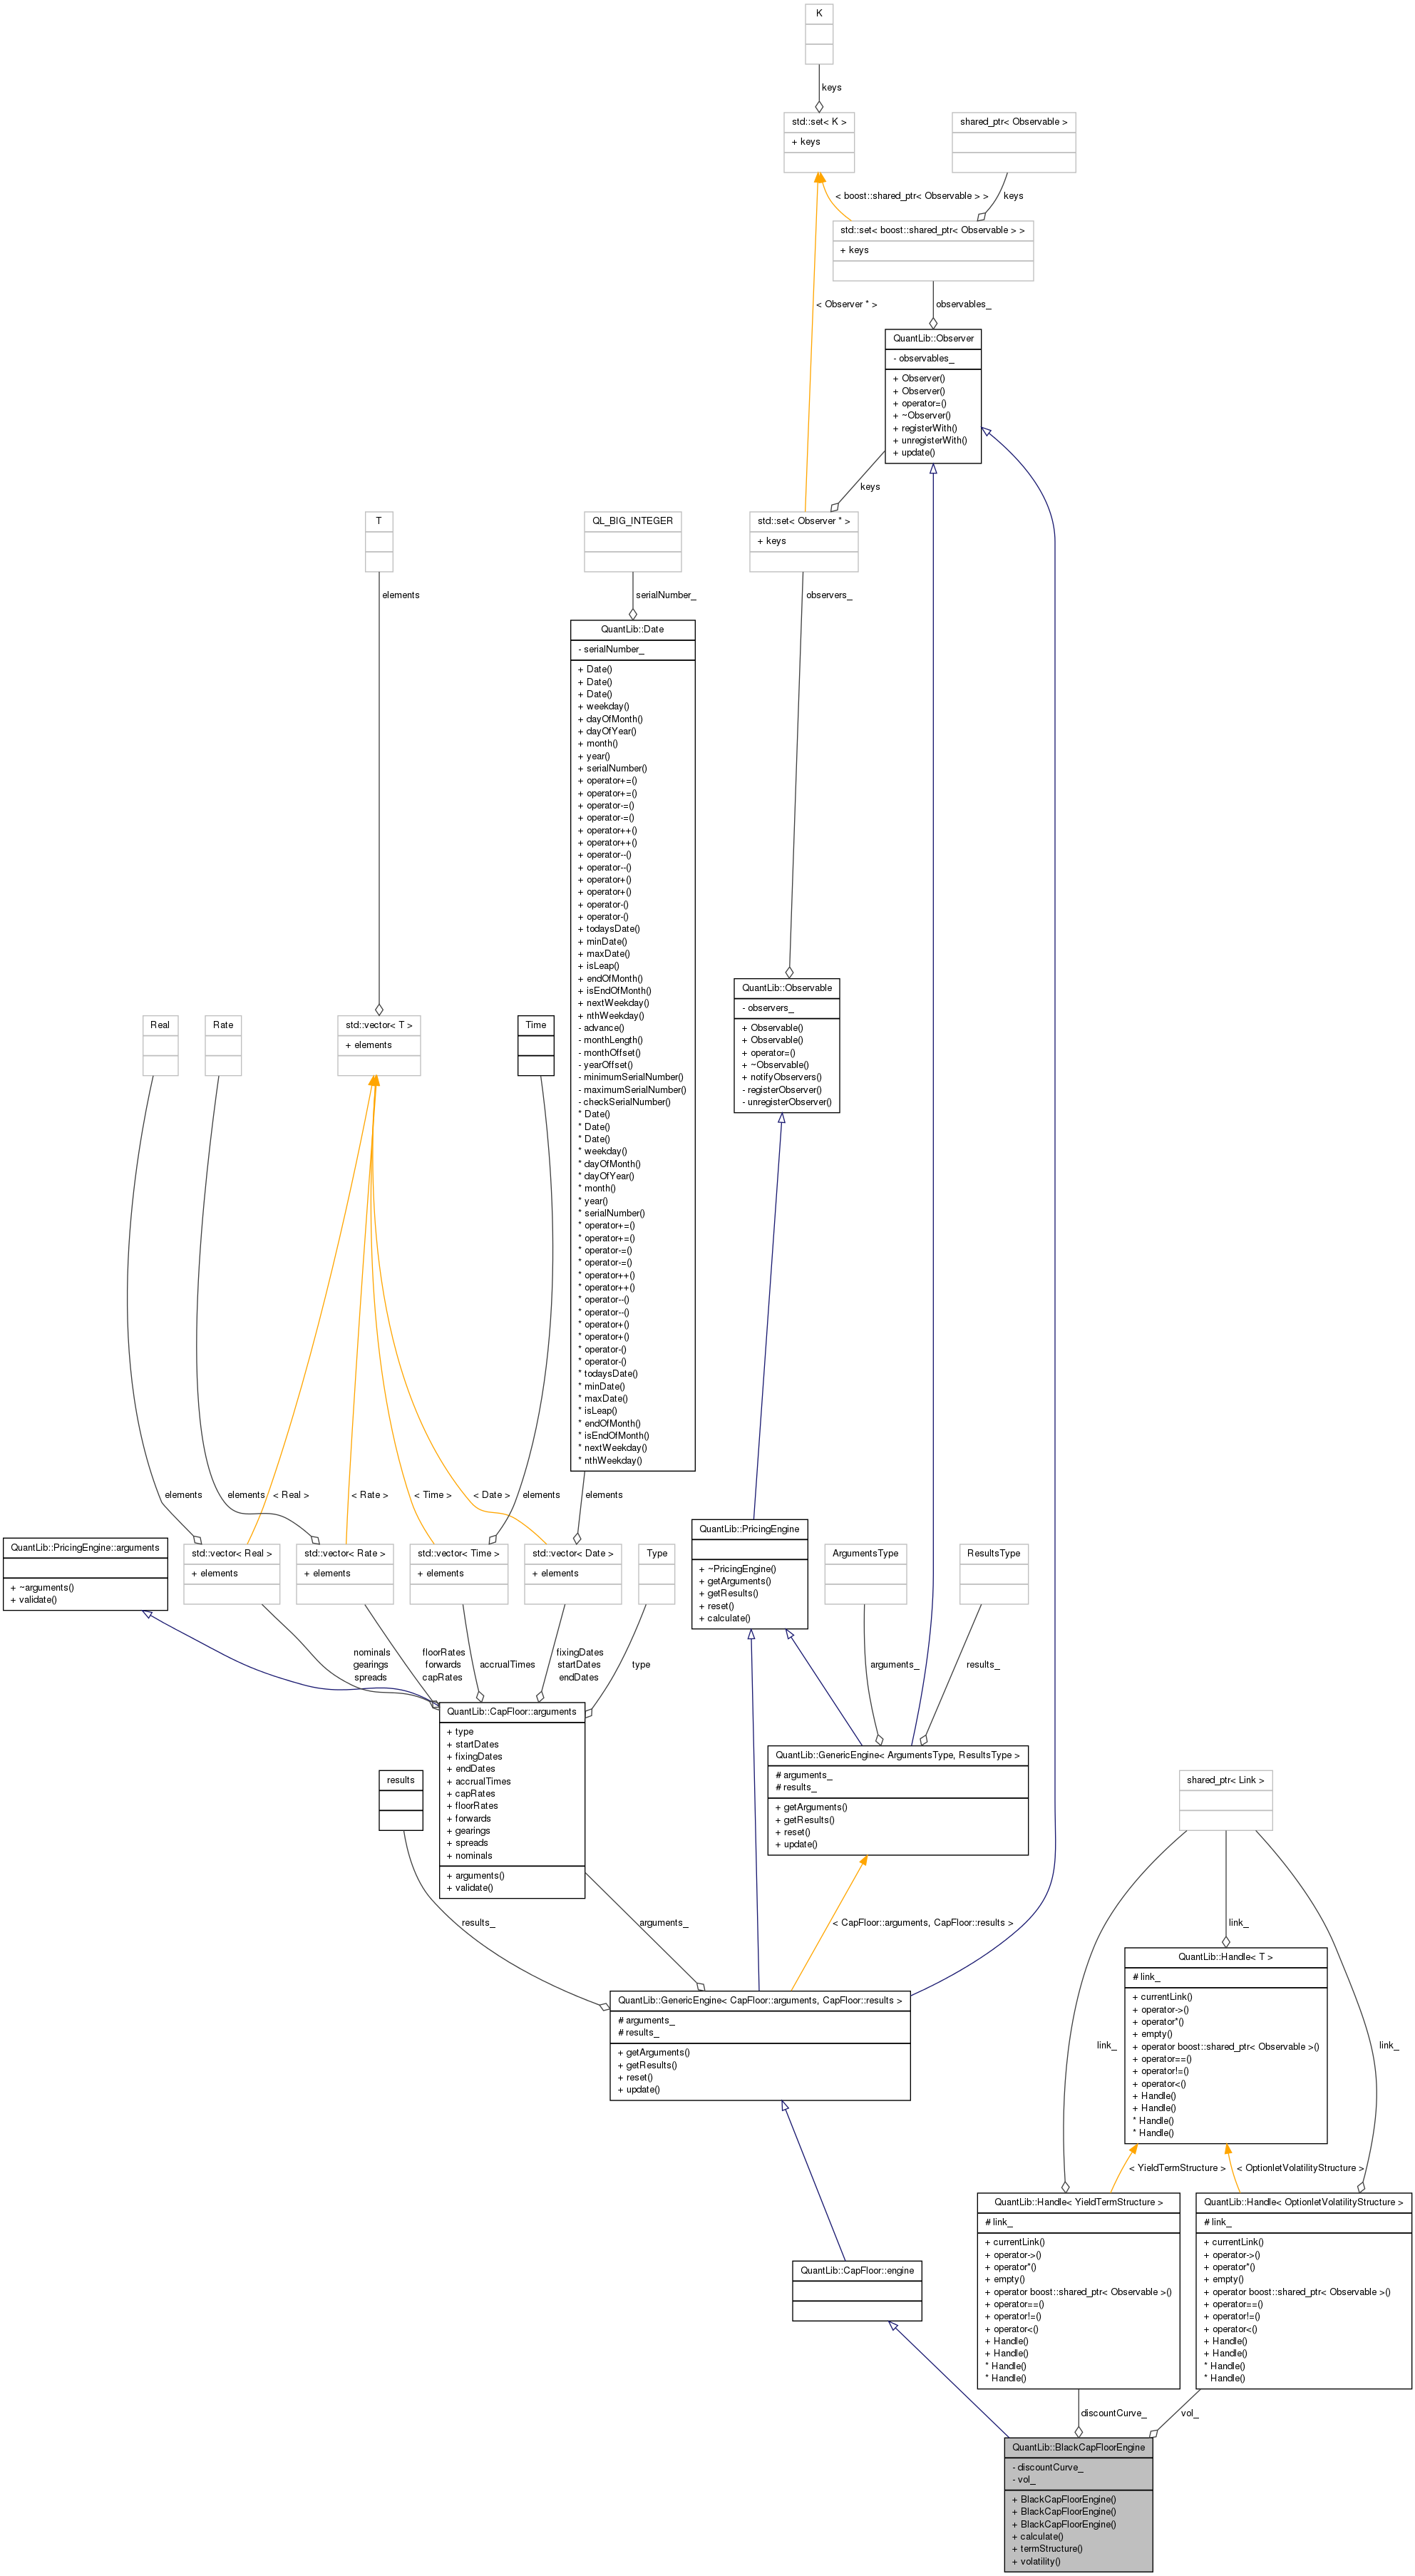 K
keys
std::set< K >
+ keys
shared_ptr< Observable >
< boost::shared_ptr< Observable > >
keys
std::set< boost::shared_ptr< Observable > >
+ keys
< Observer * >
observables_
QuantLib::Observer
- observables_
+ Observer()
+ Observer()
+ operator=()
+ ~Observer()
+ registerWith()
+ unregisterWith()
+ update()
keys
T
QL_BIG_INTEGER
std::set< Observer * >
+ keys
elements
serialNumber_
observers_
QuantLib::Date
- serialNumber_
+ Date()
+ Date()
+ Date()
+ weekday()
+ dayOfMonth()
+ dayOfYear()
+ month()
+ year()
+ serialNumber()
+ operator+=()
+ operator+=()
+ operator-=()
+ operator-=()
+ operator++()
+ operator++()
+ operator--()
+ operator--()
+ operator+()
+ operator+()
+ operator-()
+ operator-()
+ todaysDate()
+ minDate()
+ maxDate()
+ isLeap()
+ endOfMonth()
+ isEndOfMonth()
+ nextWeekday()
+ nthWeekday()
- advance()
- monthLength()
- monthOffset()
- yearOffset()
- minimumSerialNumber()
- maximumSerialNumber()
- checkSerialNumber()
* Date()
* Date()
* Date()
* weekday()
* dayOfMonth()
* dayOfYear()
* month()
* year()
* serialNumber()
* operator+=()
* operator+=()
* operator-=()
* operator-=()
* operator++()
* operator++()
* operator--()
* operator--()
* operator+()
* operator+()
* operator-()
* operator-()
* todaysDate()
* minDate()
* maxDate()
* isLeap()
* endOfMonth()
* isEndOfMonth()
* nextWeekday()
* nthWeekday()
QuantLib::Observable
- observers_
+ Observable()
+ Observable()
+ operator=()
+ ~Observable()
+ notifyObservers()
- registerObserver()
- unregisterObserver()
Real
Rate
std::vector< T >
+ elements
Time
elements
elements
< Real >
< Rate >
< Time >
< Date >
elements
elements
QuantLib::PricingEngine::arguments
+ ~arguments()
+ validate()
std::vector< Real >
+ elements
std::vector< Rate >
+ elements
std::vector< Time >
+ elements
std::vector< Date >
+ elements
Type
QuantLib::PricingEngine
+ ~PricingEngine()
+ getArguments()
+ getResults()
+ reset()
+ calculate()
ArgumentsType
ResultsType
nominals
gearings
spreads
floorRates
forwards
capRates
accrualTimes
fixingDates
startDates
endDates
type
arguments_
results_
QuantLib::CapFloor::arguments
+ type
+ startDates
+ fixingDates
+ endDates
+ accrualTimes
+ capRates
+ floorRates
+ forwards
+ gearings
+ spreads
+ nominals
+ arguments()
+ validate()
results
QuantLib::GenericEngine< ArgumentsType, ResultsType >
# arguments_
# results_
+ getArguments()
+ getResults()
+ reset()
+ update()
shared_ptr< Link >
results_
arguments_
< CapFloor::arguments, CapFloor::results >
link_
QuantLib::Handle< T >
# link_
+ currentLink()
+ operator->()
+ operator*()
+ empty()
+ operator boost::shared_ptr< Observable >()
+ operator==()
+ operator!=()
+ operator<()
+ Handle()
+ Handle()
* Handle()
* Handle()
QuantLib::GenericEngine< CapFloor::arguments, CapFloor::results >
# arguments_
# results_
+ getArguments()
+ getResults()
+ reset()
+ update()
link_
link_
< YieldTermStructure >
< OptionletVolatilityStructure >
QuantLib::Handle< YieldTermStructure >
# link_
+ currentLink()
+ operator->()
+ operator*()
+ empty()
+ operator boost::shared_ptr< Observable >()
+ operator==()
+ operator!=()
+ operator<()
+ Handle()
+ Handle()
* Handle()
* Handle()
QuantLib::Handle< OptionletVolatilityStructure >
# link_
+ currentLink()
+ operator->()
+ operator*()
+ empty()
+ operator boost::shared_ptr< Observable >()
+ operator==()
+ operator!=()
+ operator<()
+ Handle()
+ Handle()
* Handle()
* Handle()
QuantLib::CapFloor::engine
discountCurve_
vol_
QuantLib::BlackCapFloorEngine
- discountCurve_
- vol_
+ BlackCapFloorEngine()
+ BlackCapFloorEngine()
+ BlackCapFloorEngine()
+ calculate()
+ termStructure()
+ volatility()